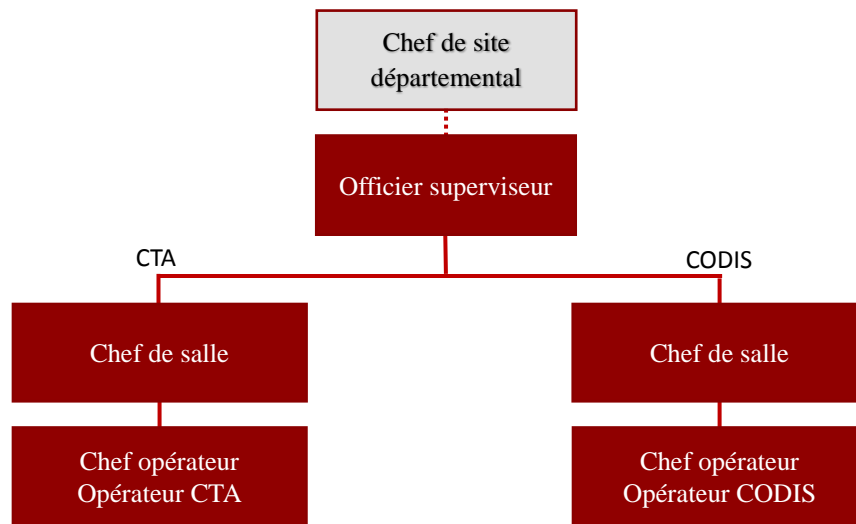 Chef de site
départemental
Officier superviseur
CTA
CODIS
Chef de salle
Chef de salle
Chef opérateur
Opérateur CTA
Chef opérateur
Opérateur CODIS